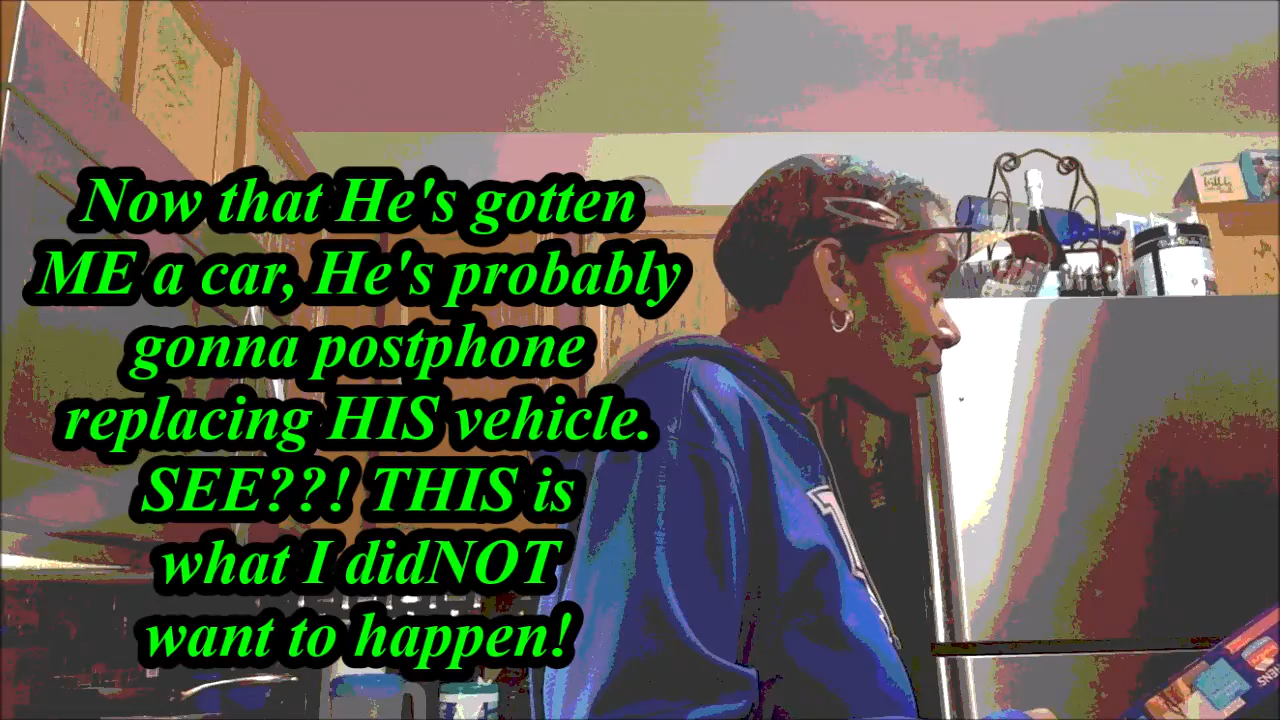 Now that He's gotten
ME a car, He's probably
gonna postphone
replacing HIS vehicle.
SEE??! THIS is
what I didNOT
want to happen!